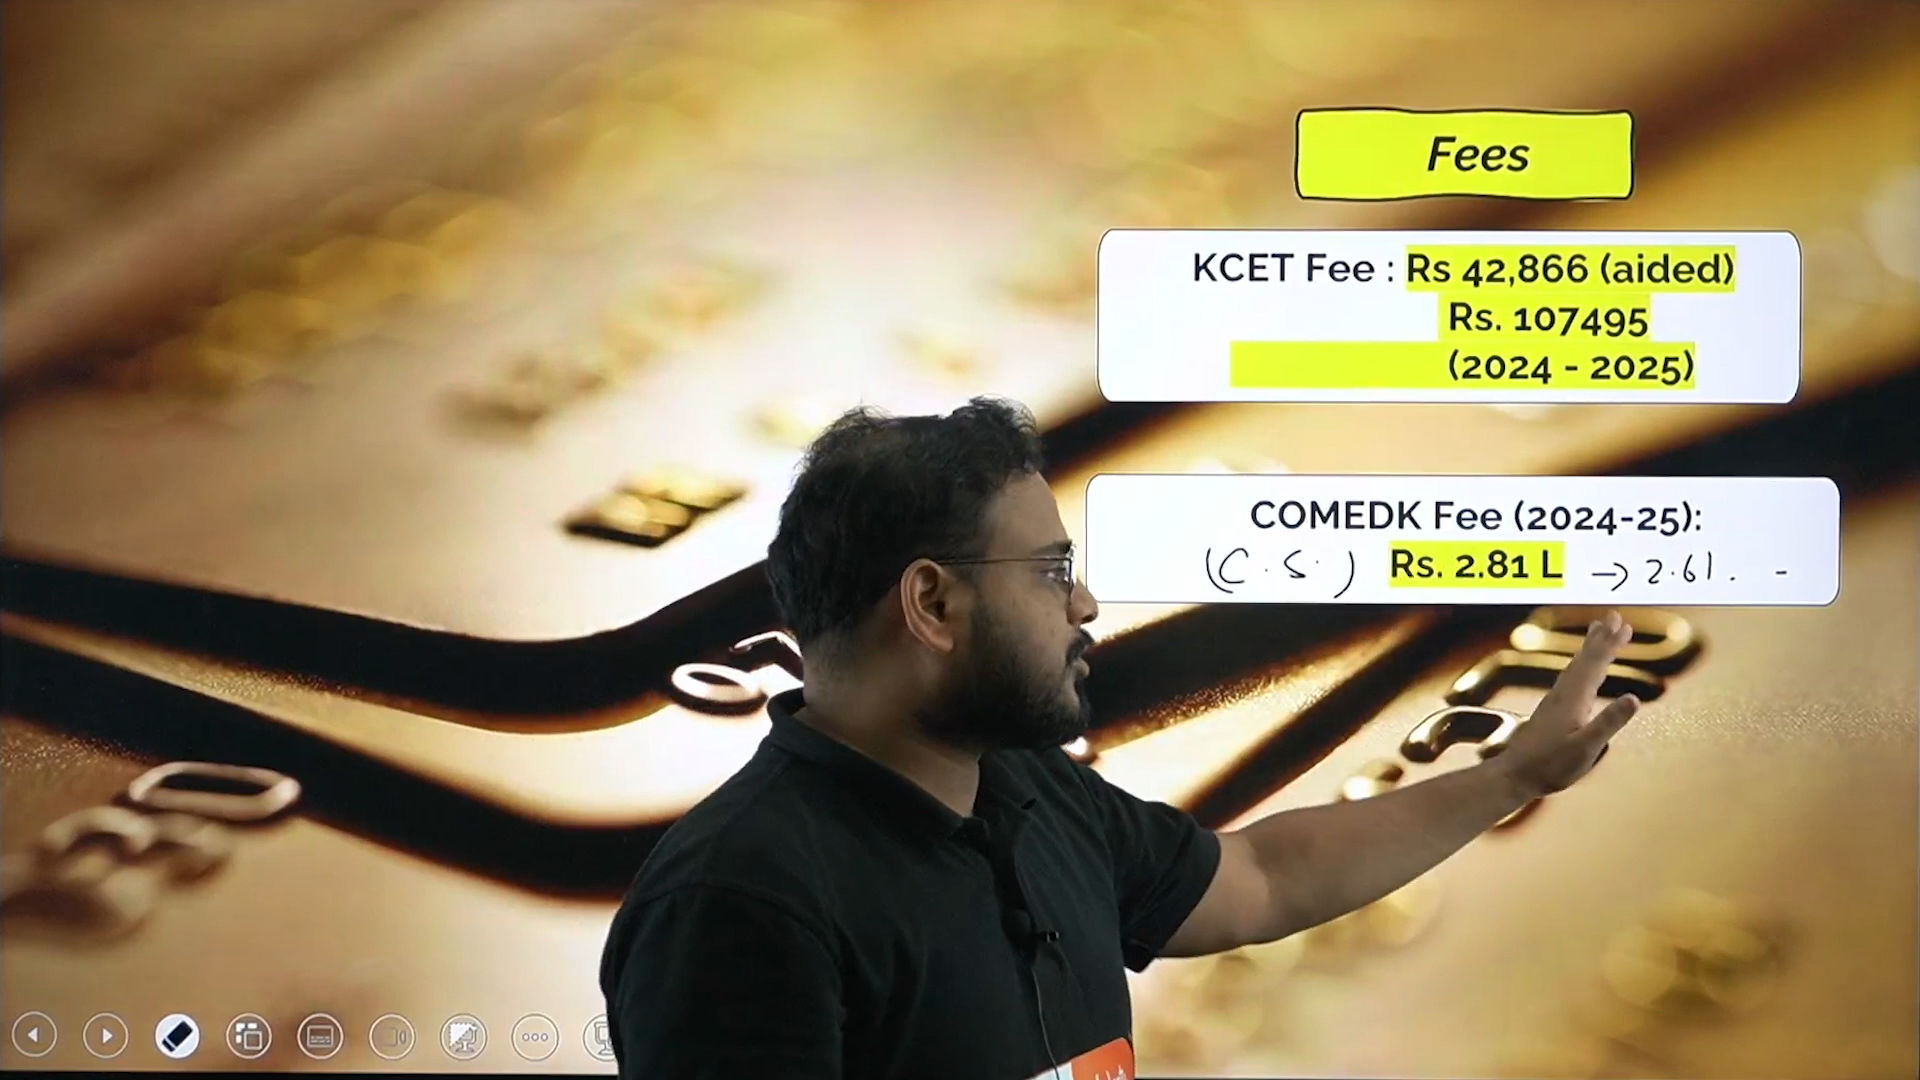 Fees
KCET Fee : Rs 42,866 (aided)
Rs. 107495
(2024 - 2025)
COMEDK Fee (2024-25):
(C.S.) Rs. 2.81 L → 2.61. -